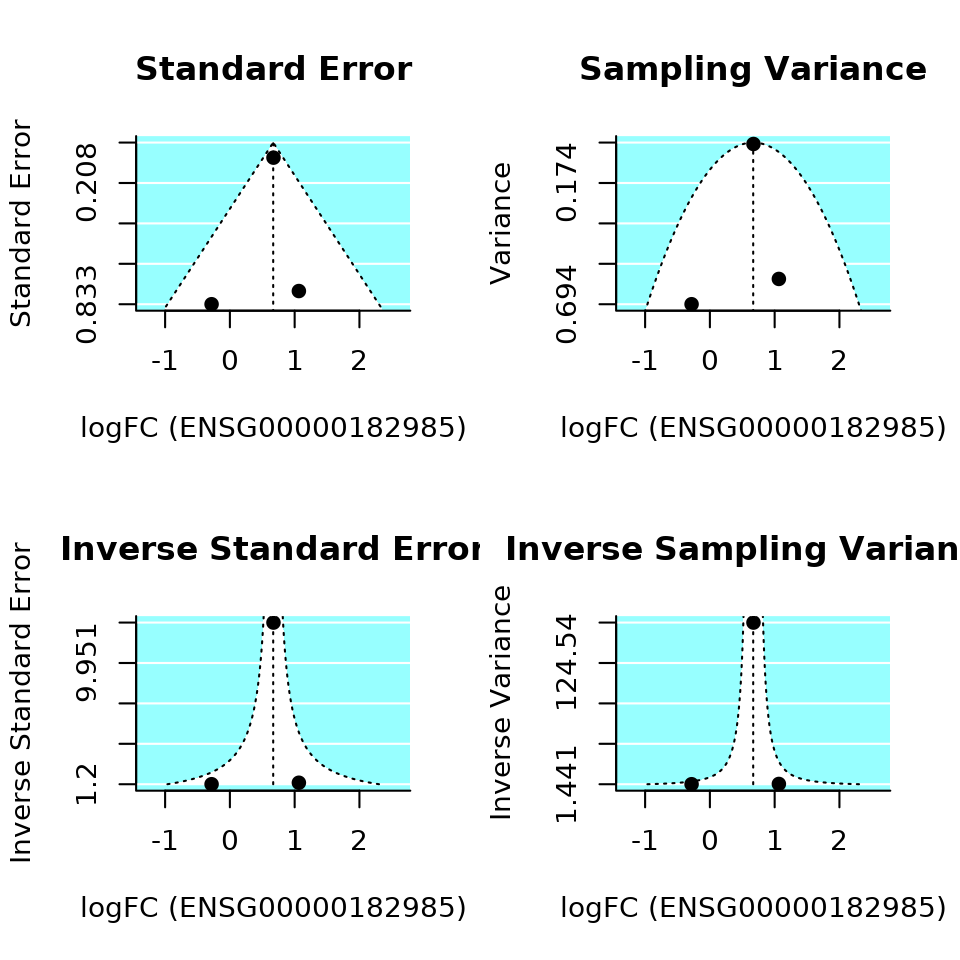 Standard Error
Standard Error
0.208
0.833
-1 0 1 2
logFC (ENSG00000182985)
Sampling Variance
Variance
0.174
0.694
-1 0 1 2
logFC (ENSG00000182985)
Inverse Standard Error
Inverse Standard Error
9.951
1.2
-1 0 1 2
logFC (ENSG00000182985)
Inverse Sampling Varian
Inverse Variance
124.54
1.441
-1 0 1 2
logFC (ENSG00000182985)